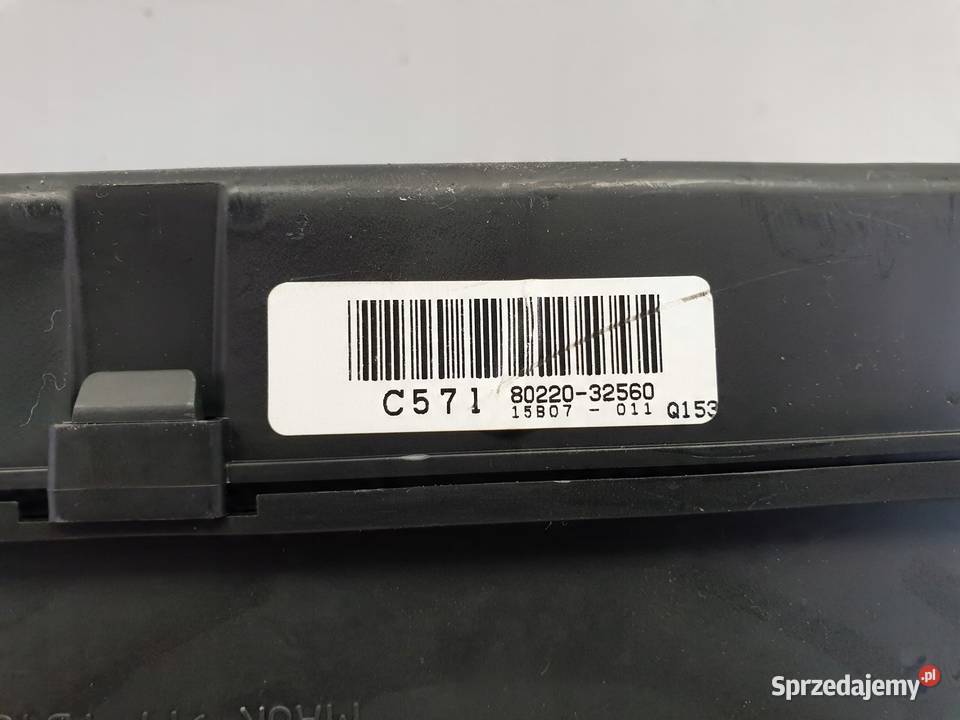 C571 80220-32560
15B07 - 011 Q153
Sprzedajemy.pl